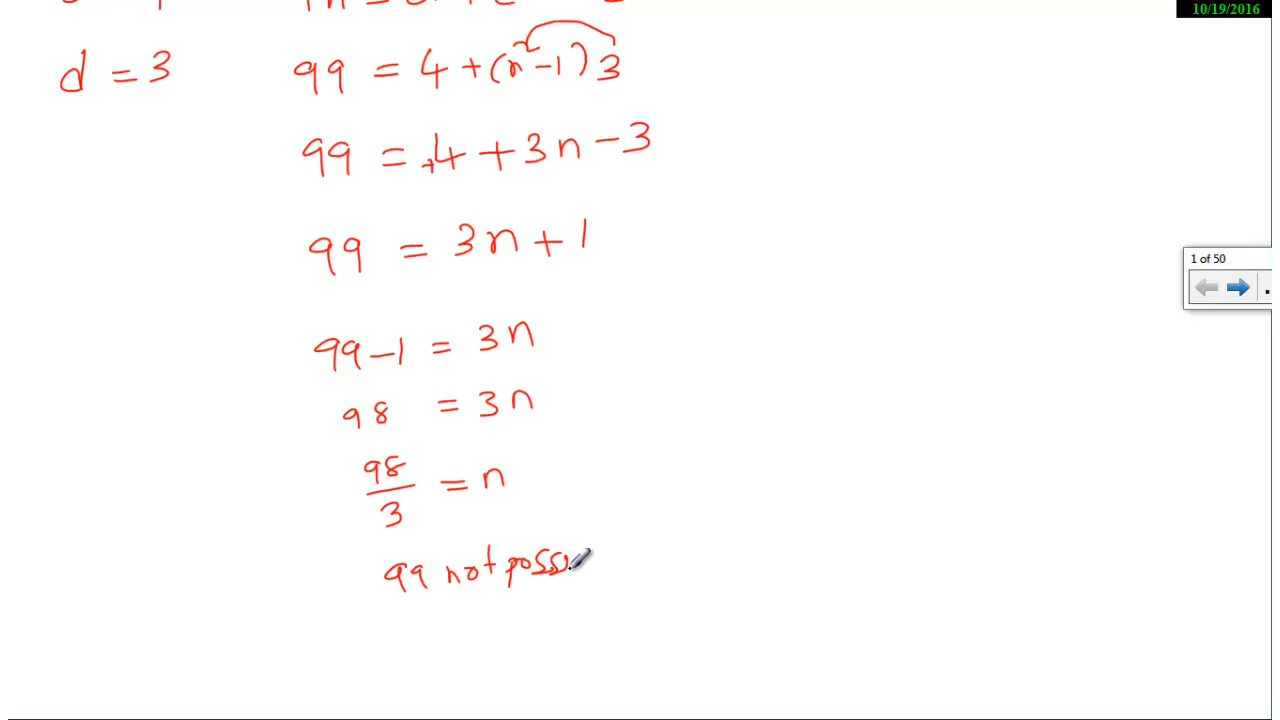 10/19/2016
d = 3 99 = 4 + (n - 1) 3
99 = +4 + 3n - 3
99 = 3n + 1
1 of 50
99 - 1 = 3n
98 = 3n
98/3 = n
99 not poss